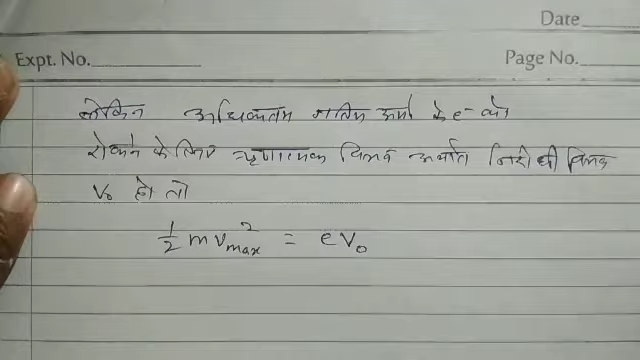 Date
Expt. No.
Page No.
लेकिन अधिकतम गतिज ऊर्जा के e⁻ को
रोकने के लिए ऋणात्मक विभव अर्थात निरोधी विभव
V₀ हो तो
½ mv²ₘₐₓ = eV₀